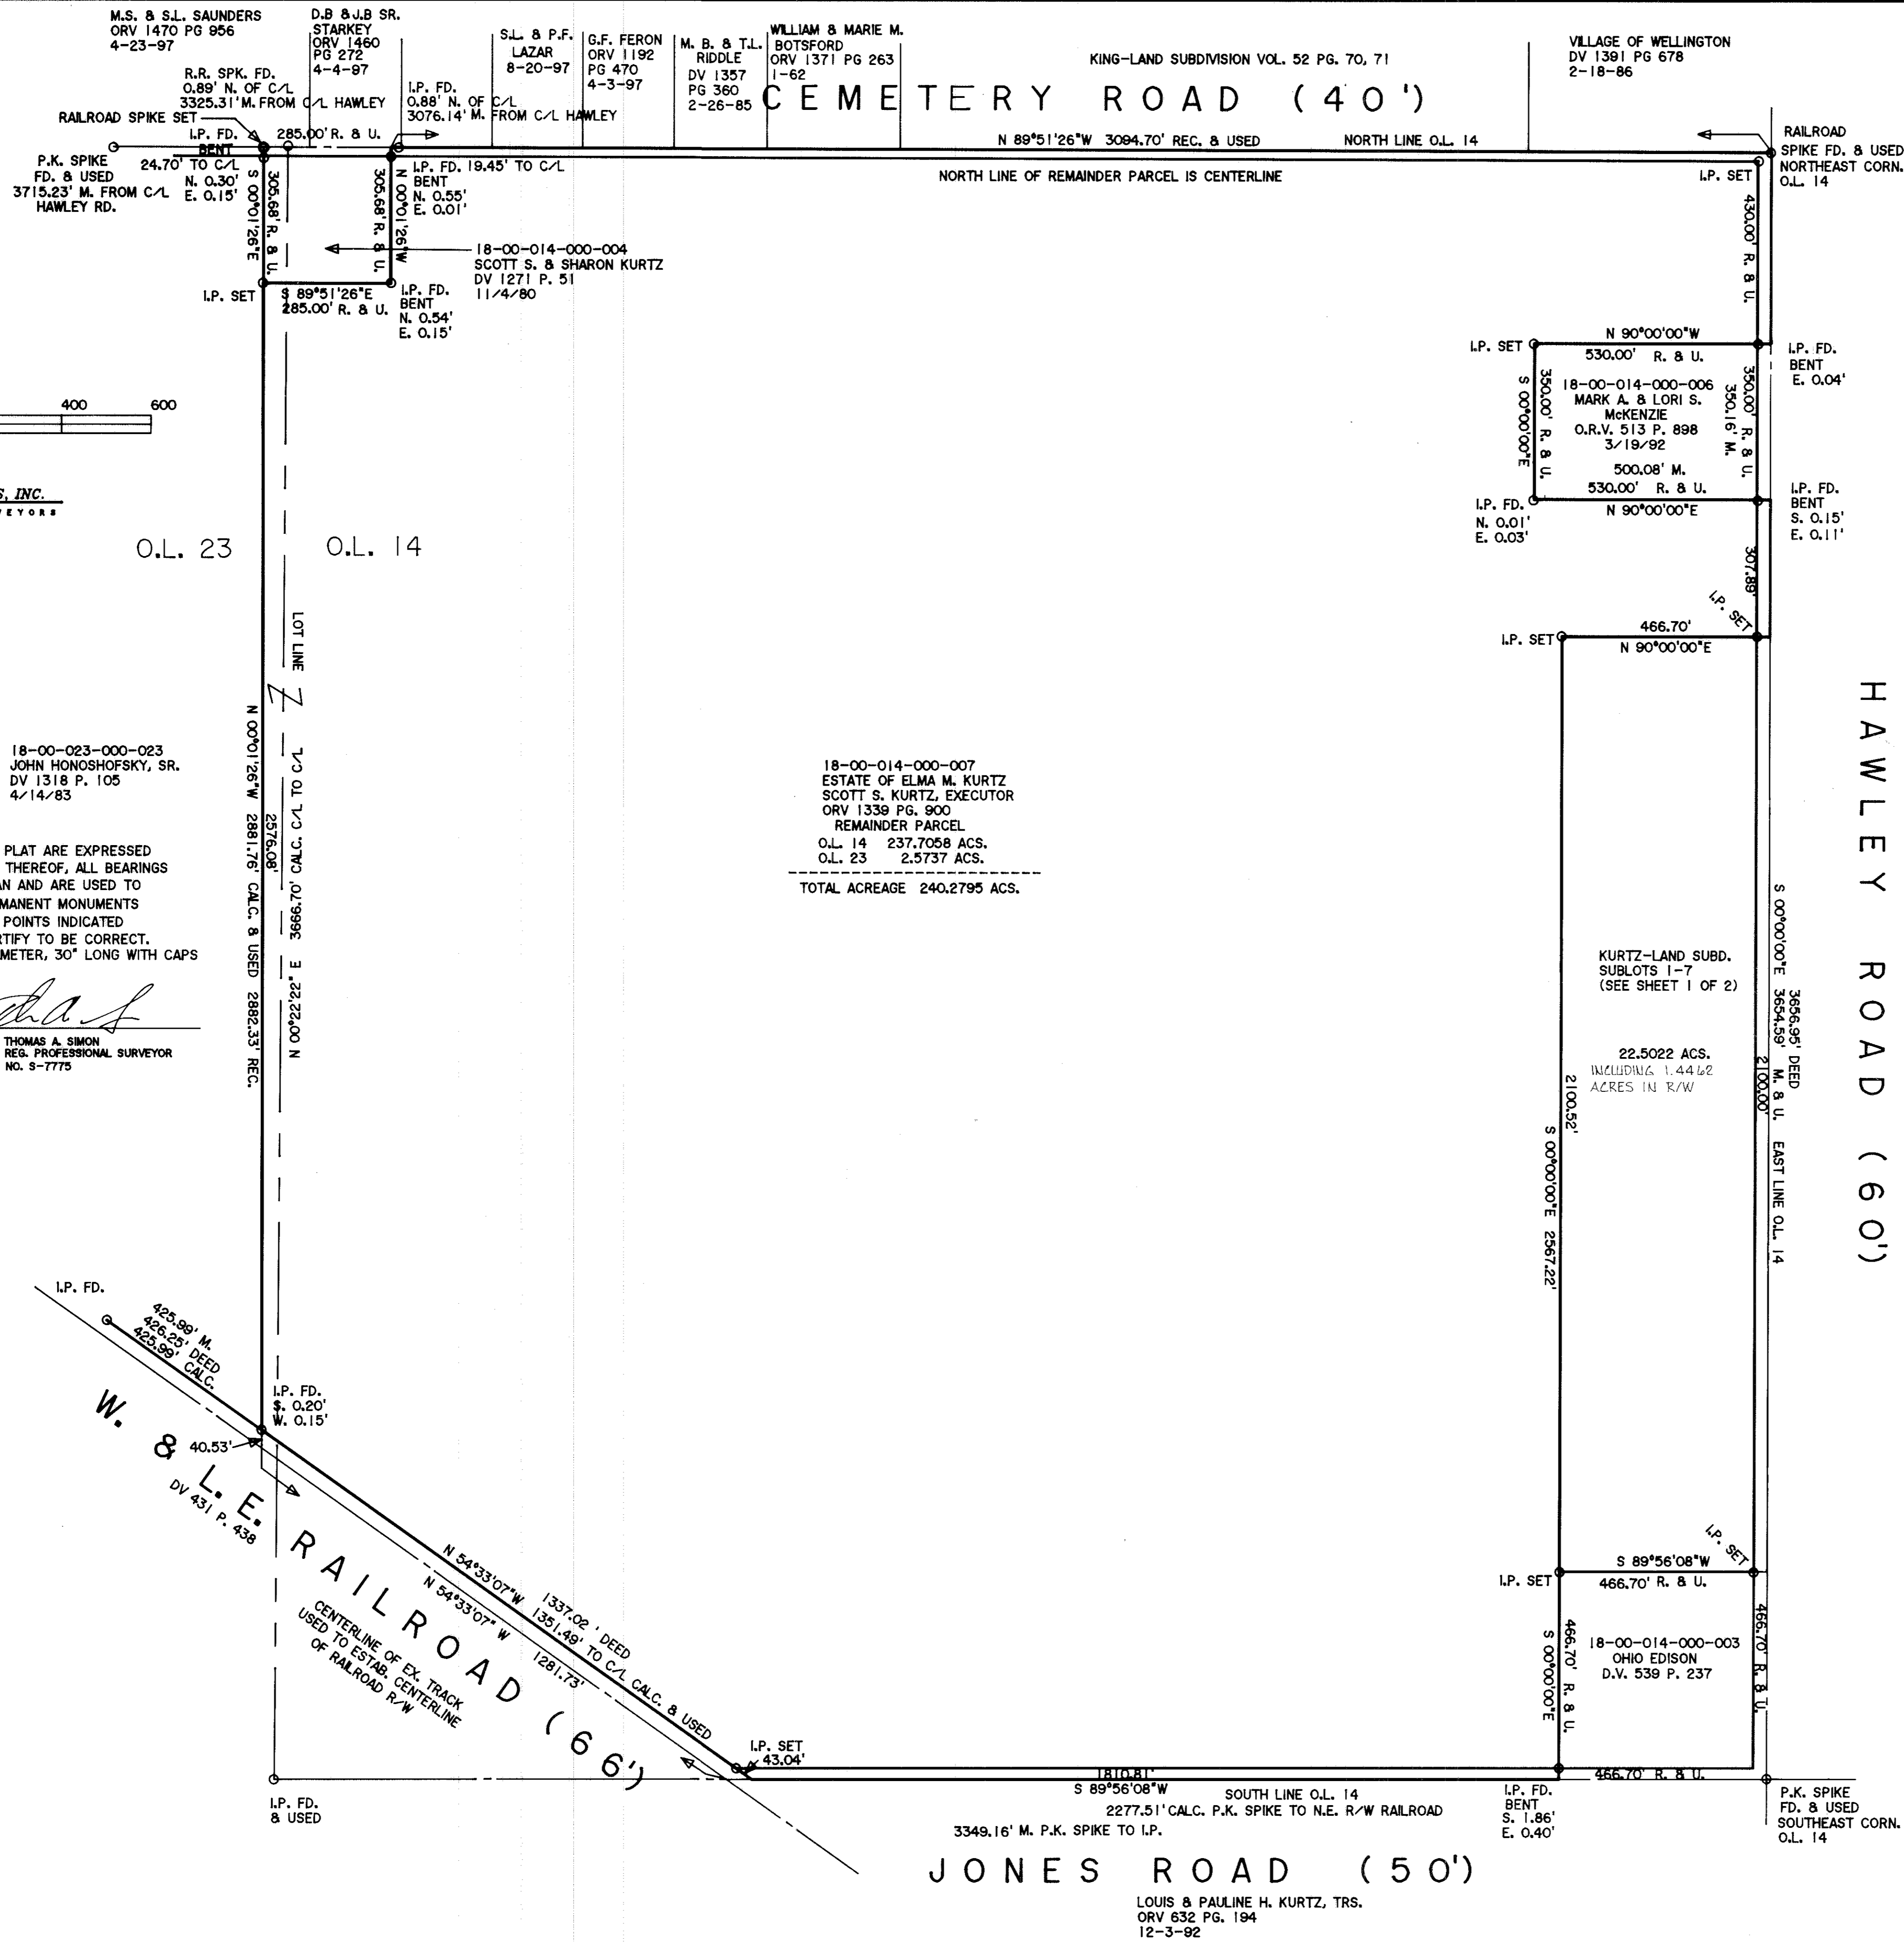 M.S. & S.L. SAUNDERS
ORV 1470 PG 956
4-23-97
D.B & J.B SR.
STARKEY
ORV 1460
PG 272
4-4-97
S.L. & P.F.
LAZAR
8-20-97
G.F. FERON
ORV 1192
PG 470
4-3-97
M. B. & T.L.
RIDDLE
DV 1357
PG 360
2-26-85
WILLIAM & MARIE M.
BOTSFORD
ORV 1371 PG 263
1-62
KING-LAND SUBDIVISION VOL. 52 PG. 70, 71
VILLAGE OF WELLINGTON
DV 1391 PG 678
2-18-86
CEMETERY ROAD (40')
R.R. SPK. FD.
0.89' N. OF C/L
3325.31' M. FROM C/L HAWLEY
I.P. FD.
0.88' N. OF C/L
3076.14' M. FROM C/L HAWLEY
RAILROAD SPIKE SET
I.P. FD.
BENT
24.70' TO C/L
N. 0.30'
E. 0.15'
285.00' R. & U.
P.K. SPIKE
FD. & USED
3715.23' M. FROM C/L
HAWLEY RD.
I.P. FD. 19.45' TO C/L
BENT
N. 0.55'
E. 0.01'
N 89°51'26"W 3094.70' REC. & USED
NORTH LINE O.L. 14
NORTH LINE OF REMAINDER PARCEL IS CENTERLINE
RAILROAD
SPIKE FD. & USED
NORTHEAST CORN.
O.L. 14
I.P. SET
305.68' R. & U.
S 00°01'26"E
305.68' R. & U.
N 00°01'26"W
18-00-014-000-004
SCOTT S. & SHARON KURTZ
DV 1271 P. 51
11/4/80
I.P. SET
S 89°51'26"E
285.00' R. & U.
I.P. FD.
BENT
N. 0.54'
E. 0.15'
430.00' R. & U.
I.P. SET
N 90°00'00"W
530.00' R. & U.
I.P. FD.
BENT
E. 0.04'
350.00' R. & U.
S 00°00'00"E
18-00-014-000-006
MARK A. & LORI S.
McKENZIE
O.R.V. 513 P. 898
3/19/92
350.00' R. & U.
350.16' M.
500.08' M.
530.00' R. & U.
N 90°00'00"E
I.P. FD.
N. 0.01'
E. 0.03'
I.P. FD.
BENT
S. 0.15'
E. 0.11'
307.89'
I.P. SET
I.P. SET
466.70'
N 90°00'00"E
400 600
S, INC.
VEYORS
O.L. 23
O.L. 14
LOT LINE
Z
HAWLEY ROAD (60')
18-00-023-000-023
JOHN HONOSHOFSKY, SR.
DV 1318 P. 105
4/14/83
PLAT ARE EXPRESSED
THEREOF, ALL BEARINGS
AN AND ARE USED TO
MANENT MONUMENTS
POINTS INDICATED
RTIFY TO BE CORRECT.
METER, 30" LONG WITH CAPS
THOMAS A. SIMON
REG. PROFESSIONAL SURVEYOR
NO. S-7775
N 00°01'26"W 2881.76' CALC. & USED 2882.33' REC.
2576.08'
N 00°22'22" E 3666.70' CALC. C/L TO C/L
18-00-014-000-007
ESTATE OF ELMA M. KURTZ
SCOTT S. KURTZ, EXECUTOR
ORV 1339 PG. 900
REMAINDER PARCEL
O.L. 14 237.7058 ACS.
O.L. 23 2.5737 ACS.
TOTAL ACREAGE 240.2795 ACS.
KURTZ-LAND SUBD.
SUBLOTS 1-7
(SEE SHEET 1 OF 2)
22.5022 ACS.
INCLUDING 1.4462
ACRES IN R/W
2100.52'
S 00°00'00"E 2567.22'
2100.00'
3656.95' DEED
S 00°00'00"E 3654.59' M. & U. EAST LINE O.L. 14
I.P. FD.
425.99' M.
426.25' DEED
425.99' CALC.
I.P. FD.
S. 0.20'
W. 0.15'
40.53'
W. & L. E. RAILROAD (66')
DV 431 P. 438
CENTERLINE OF EX. TRACK
USED TO ESTAB. CENTERLINE
OF RAILROAD R/W
1337.02 ' DEED
N 54°33'07"W 1351.49' TO C/L CALC. & USED
N 54°33'07" W 1281.73'
I.P. SET
43.04'
I.P. SET
I.P. SET
S 89°56'08"W
466.70' R. & U.
466.70' R. & U.
S 00°00'00"E
18-00-014-000-003
OHIO EDISON
D.V. 539 P. 237
466.70' R. & U.
466.70' R. & U.
1810.81'
S 89°56'08"W
SOUTH LINE O.L. 14
2277.51' CALC. P.K. SPIKE TO N.E. R/W RAILROAD
3349.16' M. P.K. SPIKE TO I.P.
I.P. FD.
& USED
I.P. FD.
BENT
S. 1.86'
E. 0.40'
P.K. SPIKE
FD. & USED
SOUTHEAST CORN.
O.L. 14
JONES ROAD (50')
LOUIS & PAULINE H. KURTZ, TRS.
ORV 632 PG. 194
12-3-92